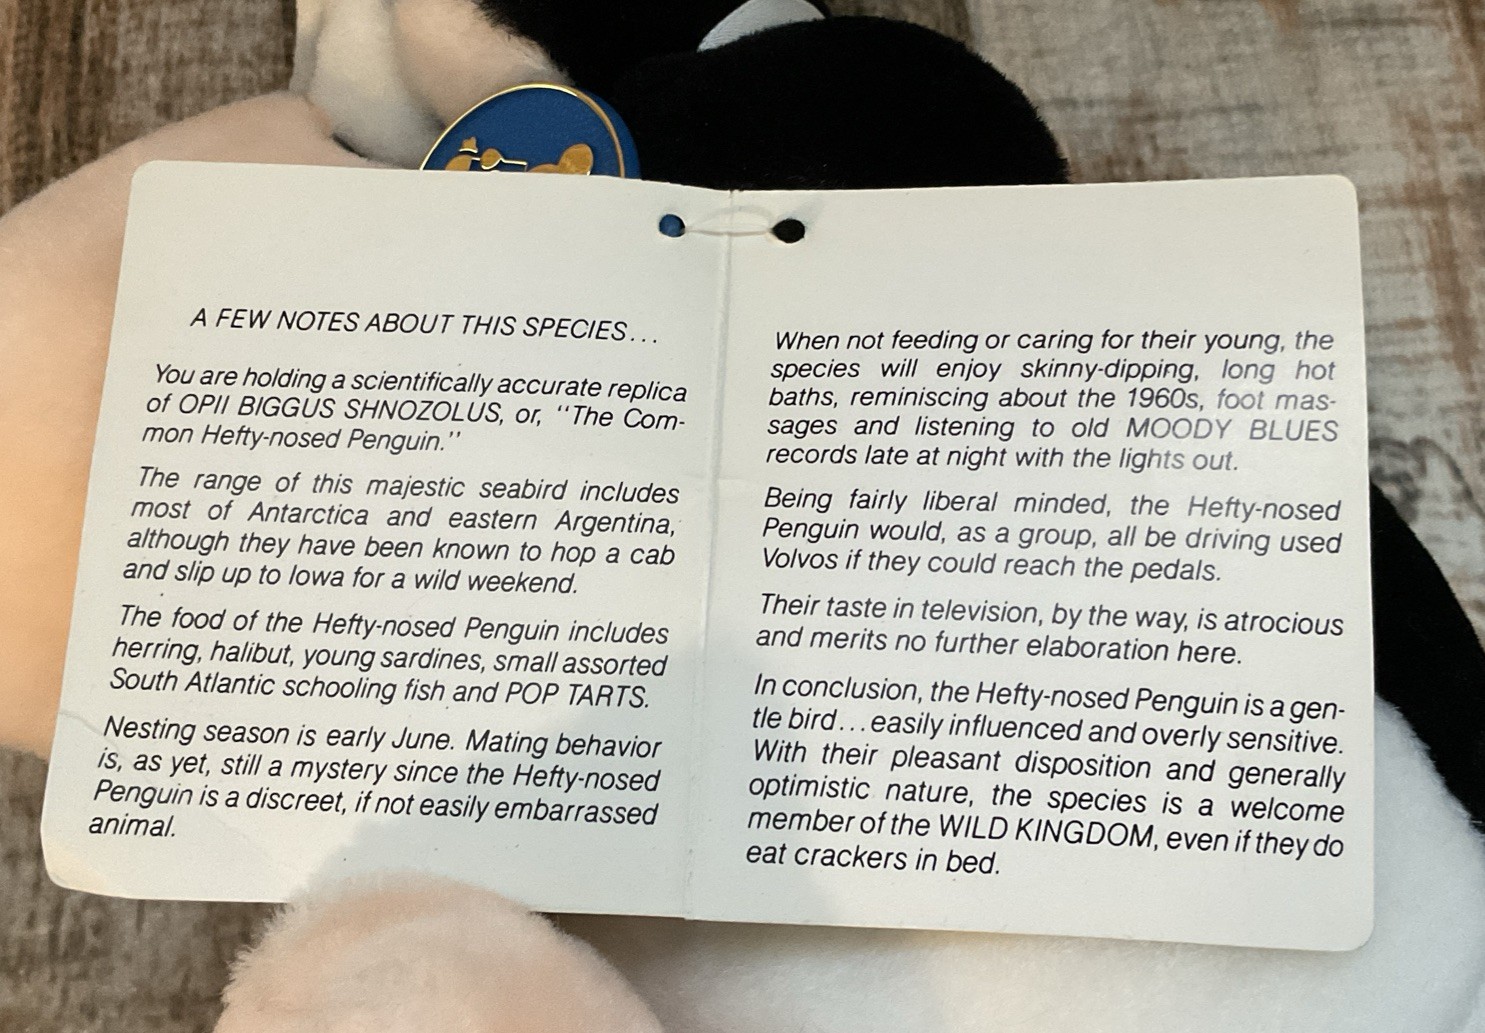 A FEW NOTES ABOUT THIS SPECIES...
You are holding a scientifically accurate replica
of OPII BIGGUS SHNOZOLUS, or, "The Com-
mon Hefty-nosed Penguin."
The range of this majestic seabird includes
most of Antarctica and eastern Argentina,
although they have been known to hop a cab
and slip up to Iowa for a wild weekend.
The food of the Hefty-nosed Penguin includes
herring, halibut, young sardines, small assorted
South Atlantic schooling fish and POP TARTS.
Nesting season is early June. Mating behavior
is, as yet, still a mystery since the Hefty-nosed
Penguin is a discreet, if not easily embarrassed
animal.
When not feeding or caring for their young, the
species will enjoy skinny-dipping, long hot
baths, reminiscing about the 1960s, foot mas-
sages and listening to old MOODY BLUES
records late at night with the lights out.
Being fairly liberal minded, the Hefty-nosed
Penguin would, as a group, all be driving used
Volvos if they could reach the pedals.
Their taste in television, by the way, is atrocious
and merits no further elaboration here.
In conclusion, the Hefty-nosed Penguin is a gen-
tle bird...easily influenced and overly sensitive.
With their pleasant disposition and generally
optimistic nature, the species is a welcome
member of the WILD KINGDOM, even if they do
eat crackers in bed.